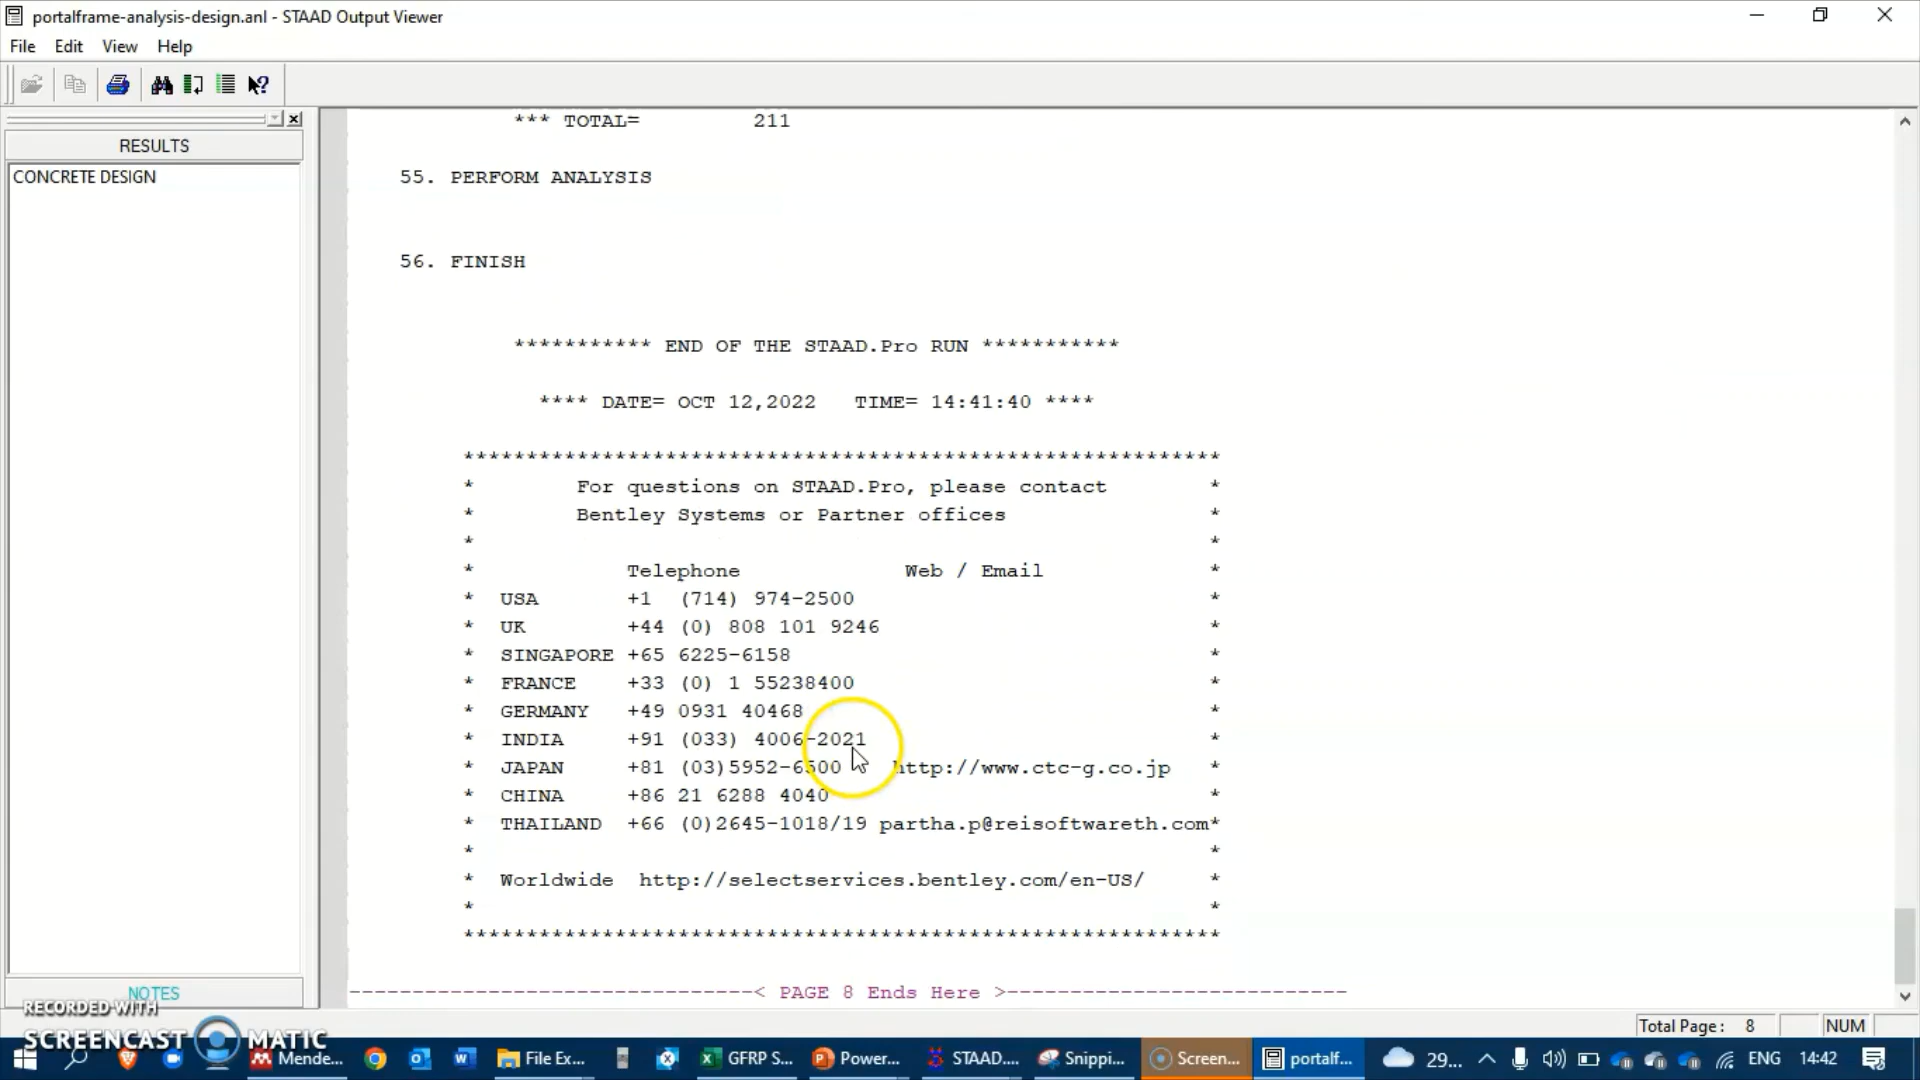 portalframe-analysis-design.anl - STAAD Output Viewer
File Edit View Help
RESULTS
CONCRETE DESIGN
NOTES
*** TOTAL= 211
55. PERFORM ANALYSIS
56. FINISH
*********** END OF THE STAAD.Pro RUN ***********
**** DATE= OCT 12,2022 TIME= 14:41:40 ****
************************************************************
* For questions on STAAD.Pro, please contact *
* Bentley Systems or Partner offices *
* *
* Telephone Web / Email *
* USA +1 (714) 974-2500 *
* UK +44 (0) 808 101 9246 *
* SINGAPORE +65 6225-6158 *
* FRANCE +33 (0) 1 55238400 *
* GERMANY +49 0931 40468 *
* INDIA +91 (033) 4006-2021 *
* JAPAN +81 (03)5952-6500 http://www.ctc-g.co.jp *
* CHINA +86 21 6288 4040 *
* THAILAND +66 (0)2645-1018/19 partha.p@reisoftwareth.com*
* *
* Worldwide http://selectservices.bentley.com/en-US/ *
* *
************************************************************
--------------------------------< PAGE 8 Ends Here >---------------------------
RECORDED WITH
SCREENCAST MATIC
Total Page: 8 NUM
Mende... File Ex... GFRP S... Power... STAAD.... Snippi... Screen... portalf... 29... ENG 14:42